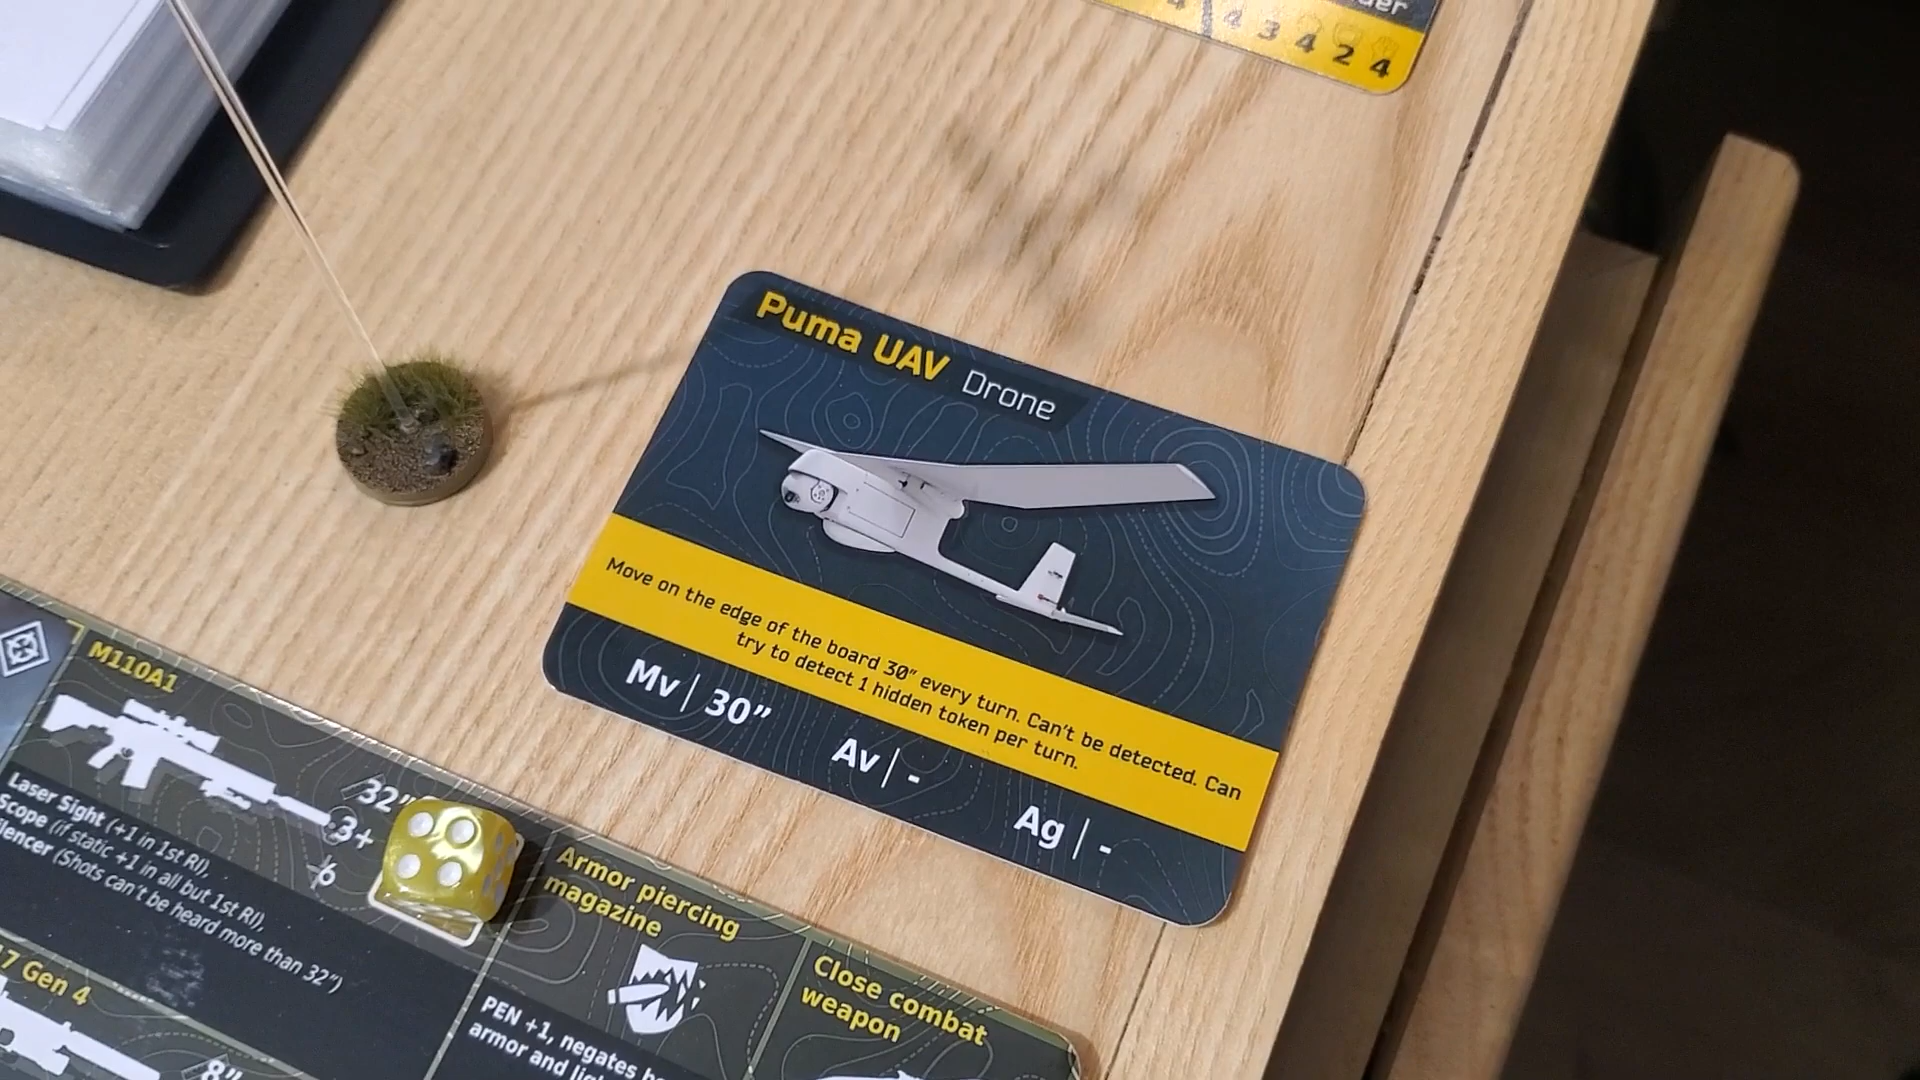 4 4 3 4 2 4
Puma UAV Drone
Move on the edge of the board 30” every turn. Can't be detected. Can
try to detect 1 hidden token per turn.
Mv | 30”
Av | -
Ag | -
M110A1
32”
3+
6
Laser Sight (+1 in 1st RI),
Scope (if static +1 in all but 1st RI),
(Shots can't be heard more than 32”)
Gen 4
8”
Armor piercing
magazine
PEN +1, negates
armor and
Close combat
weapon